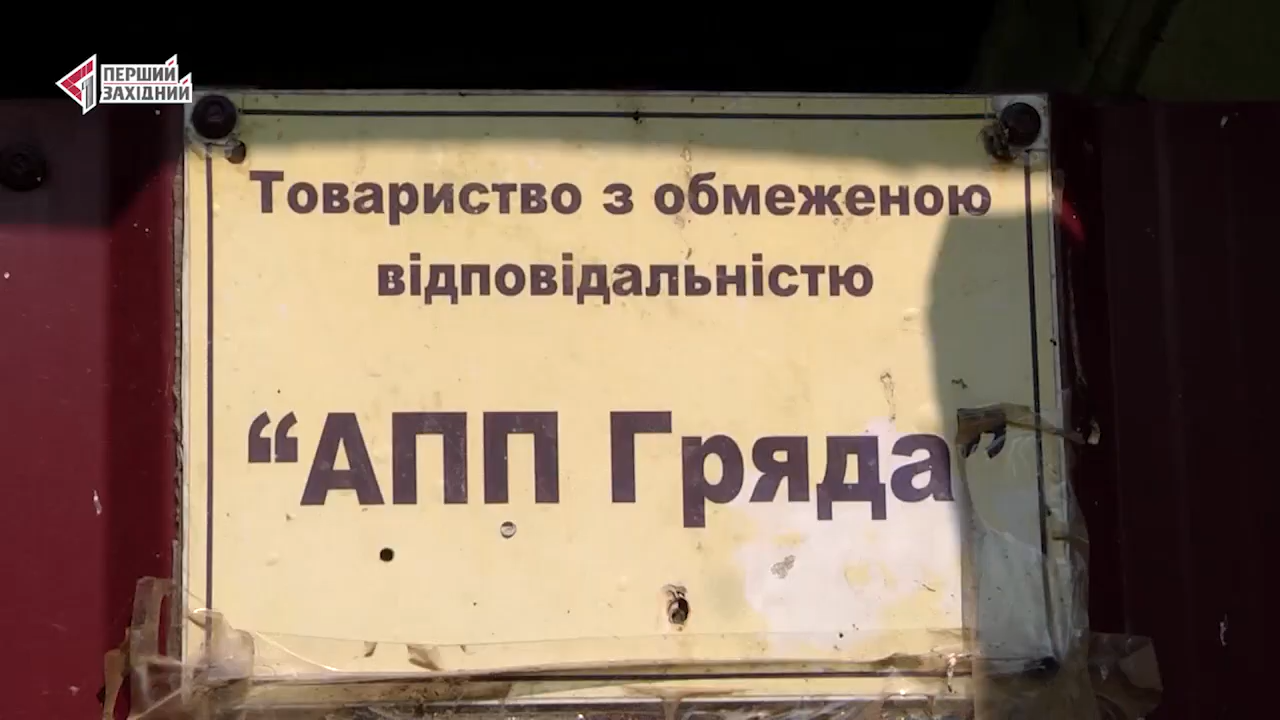 ПЕРШИЙ
ЗАХІДНИЙ
Товариство з обмеженою
відповідальністю
“АПП Гряда”